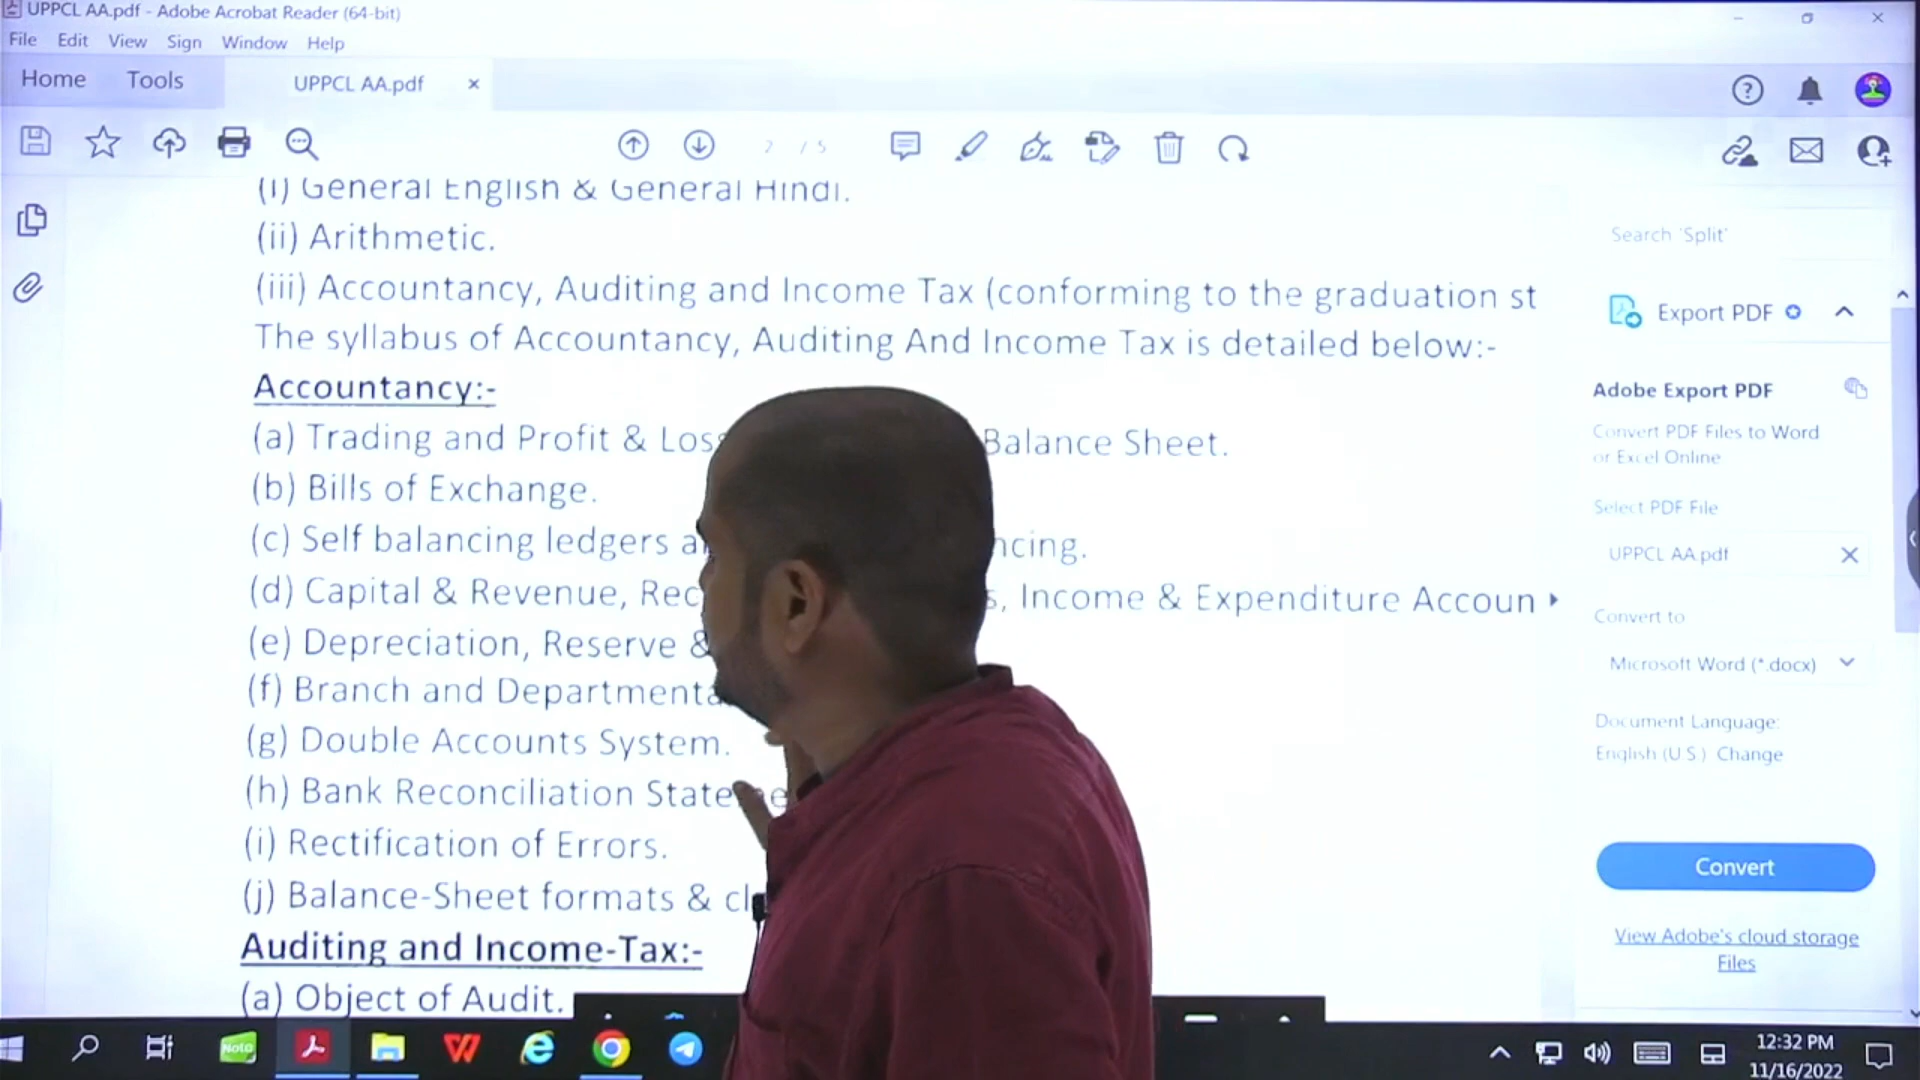 UPPCL AA.pdf - Adobe Acrobat Reader (64-bit)
File Edit View Sign Window Help
Home Tools UPPCL AA.pdf ×
2 / 5
(i) General English & General Hindi.
(ii) Arithmetic.
(iii) Accountancy, Auditing and Income Tax (conforming to the graduation st
The syllabus of Accountancy, Auditing And Income Tax is detailed below:-
Accountancy:-
(a) Trading and Profit & Loss Balance Sheet.
(b) Bills of Exchange.
(c) Self balancing ledgers
(d) Capital & Revenue, Income & Expenditure Accoun
(e) Depreciation, Reserve &
(f) Branch and
(g) Double Accounts System.
(h) Bank Reconciliation
(i) Rectification of Errors.
(j) Balance-Sheet formats &
Auditing and Income-Tax:-
(a) Object of Audit.
Search 'Split'
Export PDF
Adobe Export PDF
Convert PDF Files to Word
or Excel Online
Select PDF File
UPPCL AA.pdf
Convert to
Microsoft Word (*.docx)
Document Language:
English (U.S.) Change
Convert
View Adobe's cloud storage
Files
Note
12:32 PM
11/16/2022